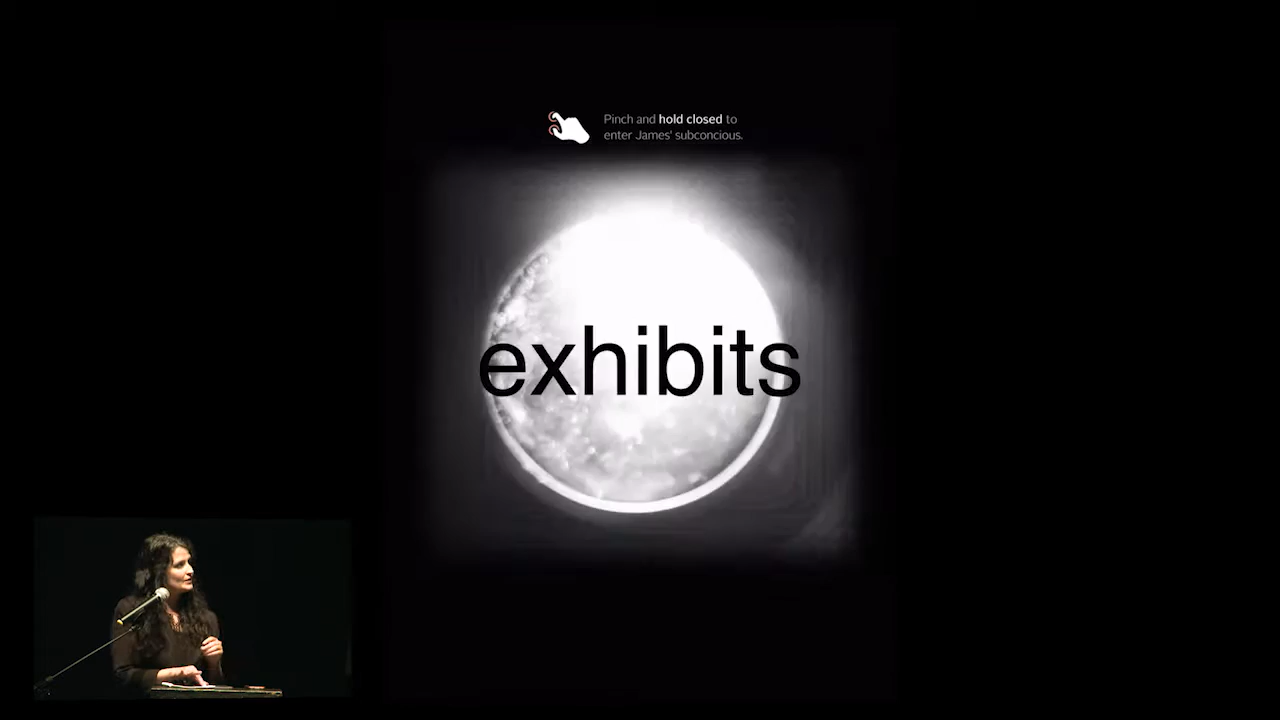 Pinch and hold closed to
enter James' subconcious.
exhibits